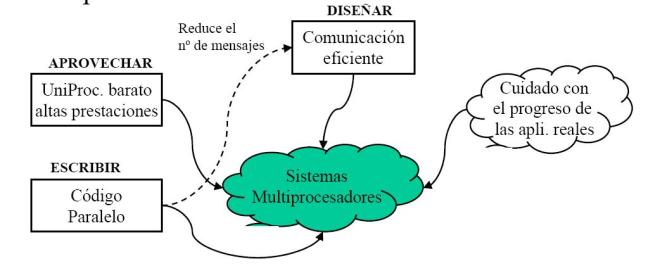 DISEÑAR
Reduce el
nº de mensajes
Comunicación
eficiente
APROVECHAR
UniProc. barato
altas prestaciones
Cuidado con
el progreso de
las apli. reales
ESCRIBIR
Código
Paralelo
Sistemas
Multiprocesadores